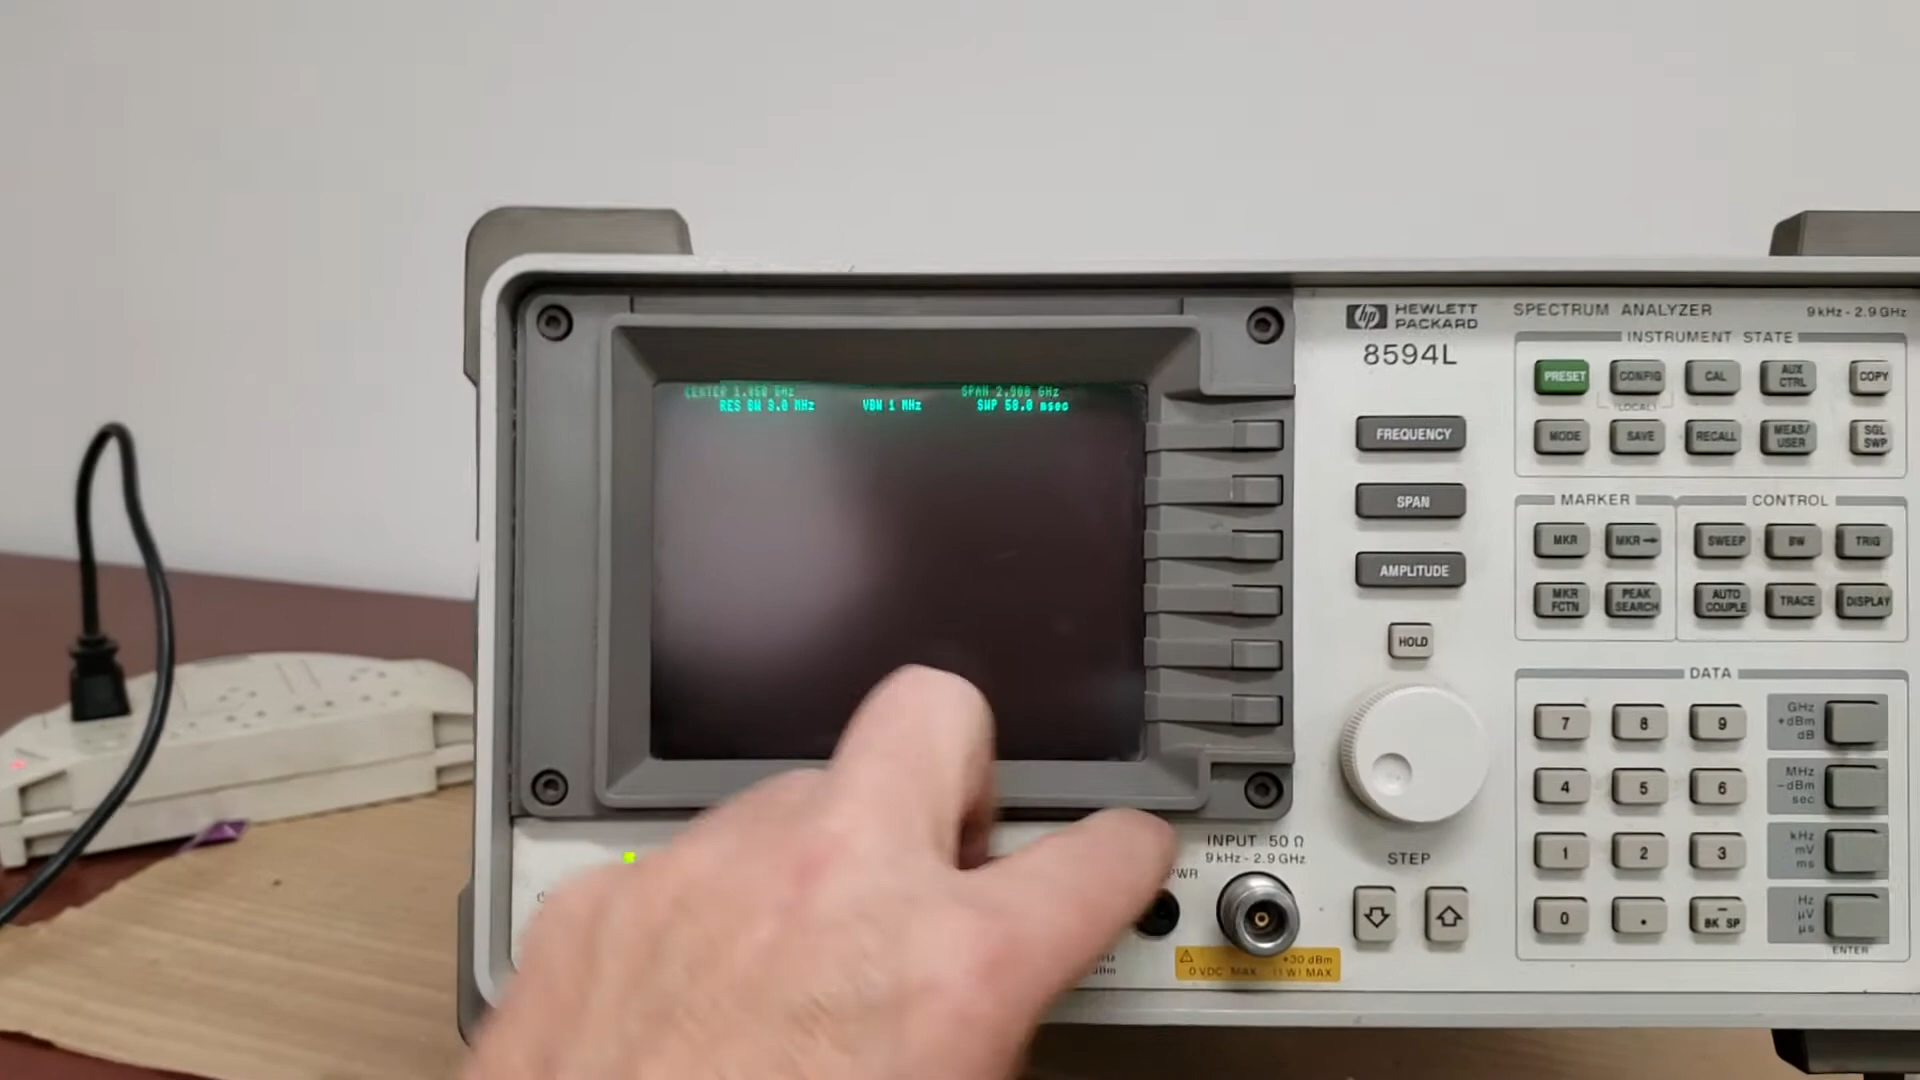 CENTER 1.450 GHz SPAN 2.900 GHz
RES BW 3.0 MHz VBW 1 MHz SWP 58.0 msec
hp HEWLETT PACKARD
8594L
SPECTRUM ANALYZER 9 kHz - 2.9 GHz
INSTRUMENT STATE
PRESET CONFIG CAL AUX CTRL COPY
(LOCAL)
MODE SAVE RECALL MEAS/ USER SGL SWP
FREQUENCY
SPAN
AMPLITUDE
HOLD
MARKER CONTROL
MKR MKR→ SWEEP BW TRIG
MKR FCTN PEAK SEARCH AUTO COUPLE TRACE DISPLAY
DATA
7 8 9 GHz +dBm dB
4 5 6 MHz -dBm sec
1 2 3 kHz mV ms
0 . - BK SP Hz µV µs
ENTER
STEP
INPUT 50 Ω
9 kHz - 2.9 GHz
PWR
+30 dBm
0 VDC MAX (1 W) MAX